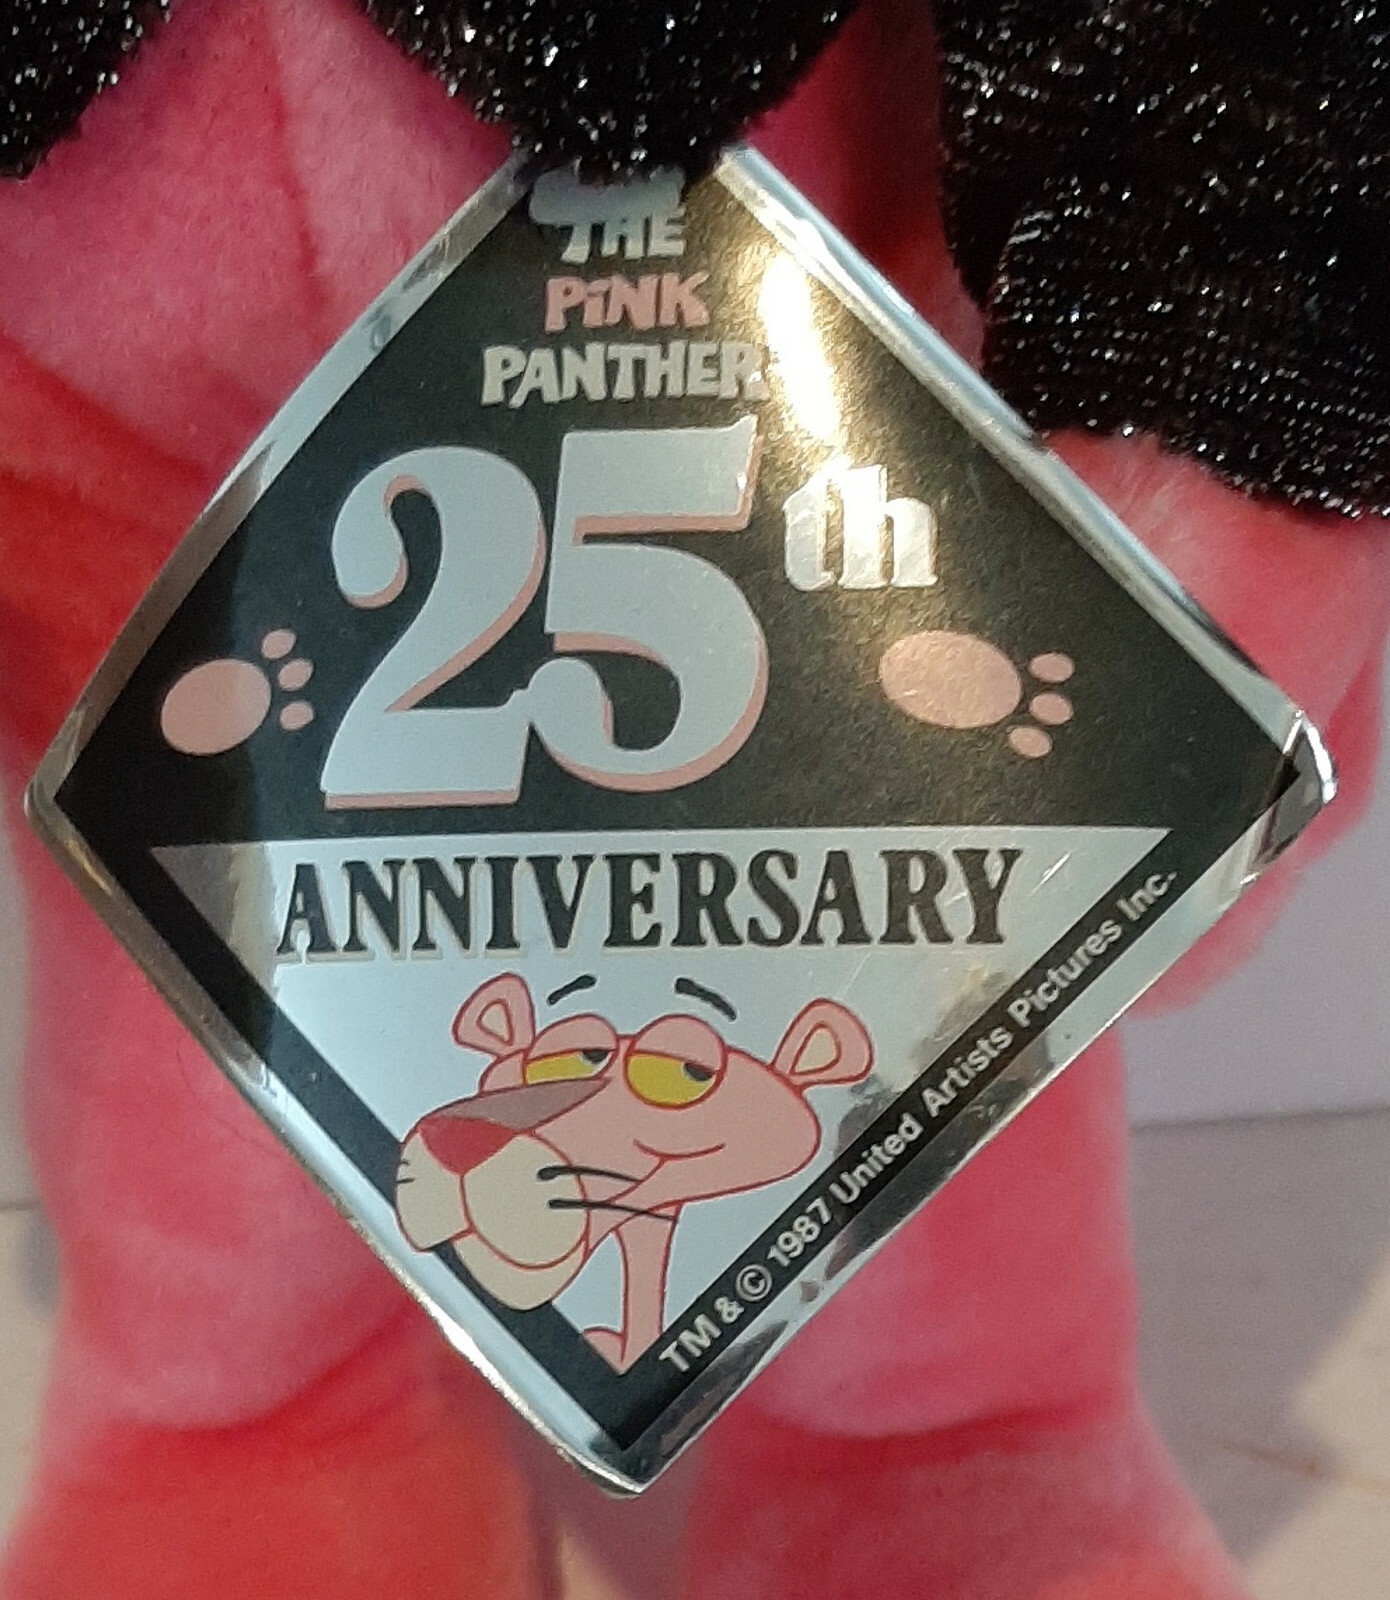 THE
PiNK
PANTHER
25th
ANNIVERSARY
TM & © 1987 United Artists Pictures Inc.